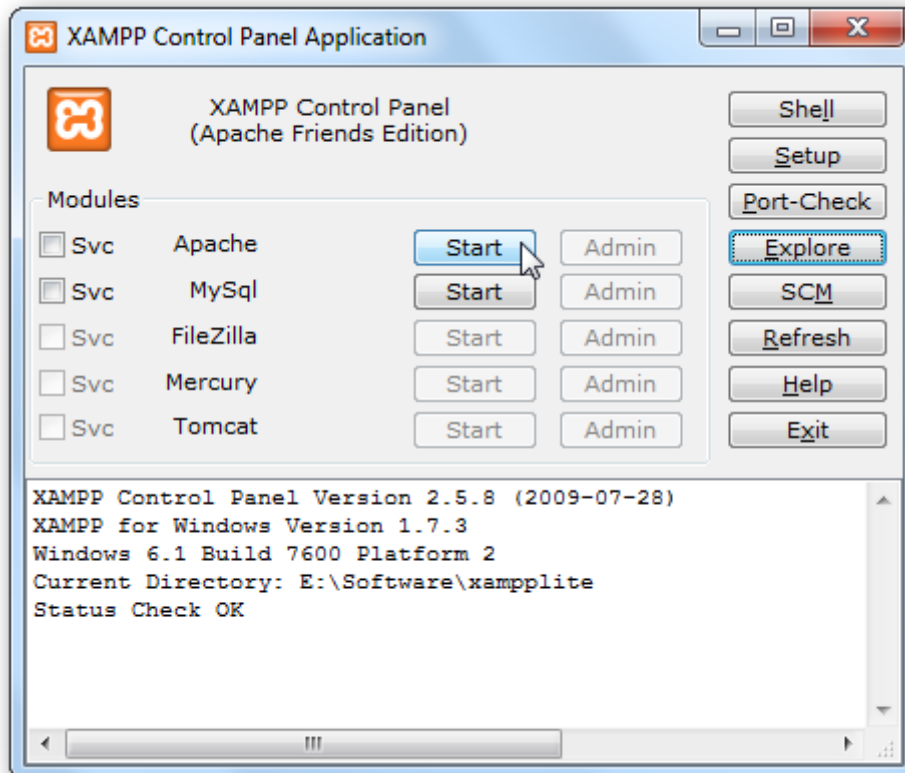 XAMPP Control Panel Application
XAMPP Control Panel
(Apache Friends Edition)
Shell
Setup
Port-Check
Explore
SCM
Refresh
Help
Exit
Modules
Svc Apache Start Admin
Svc MySql Start Admin
Svc FileZilla Start Admin
Svc Mercury Start Admin
Svc Tomcat Start Admin
XAMPP Control Panel Version 2.5.8 (2009-07-28)
XAMPP for Windows Version 1.7.3
Windows 6.1 Build 7600 Platform 2
Current Directory: E:\Software\xampplite
Status Check OK